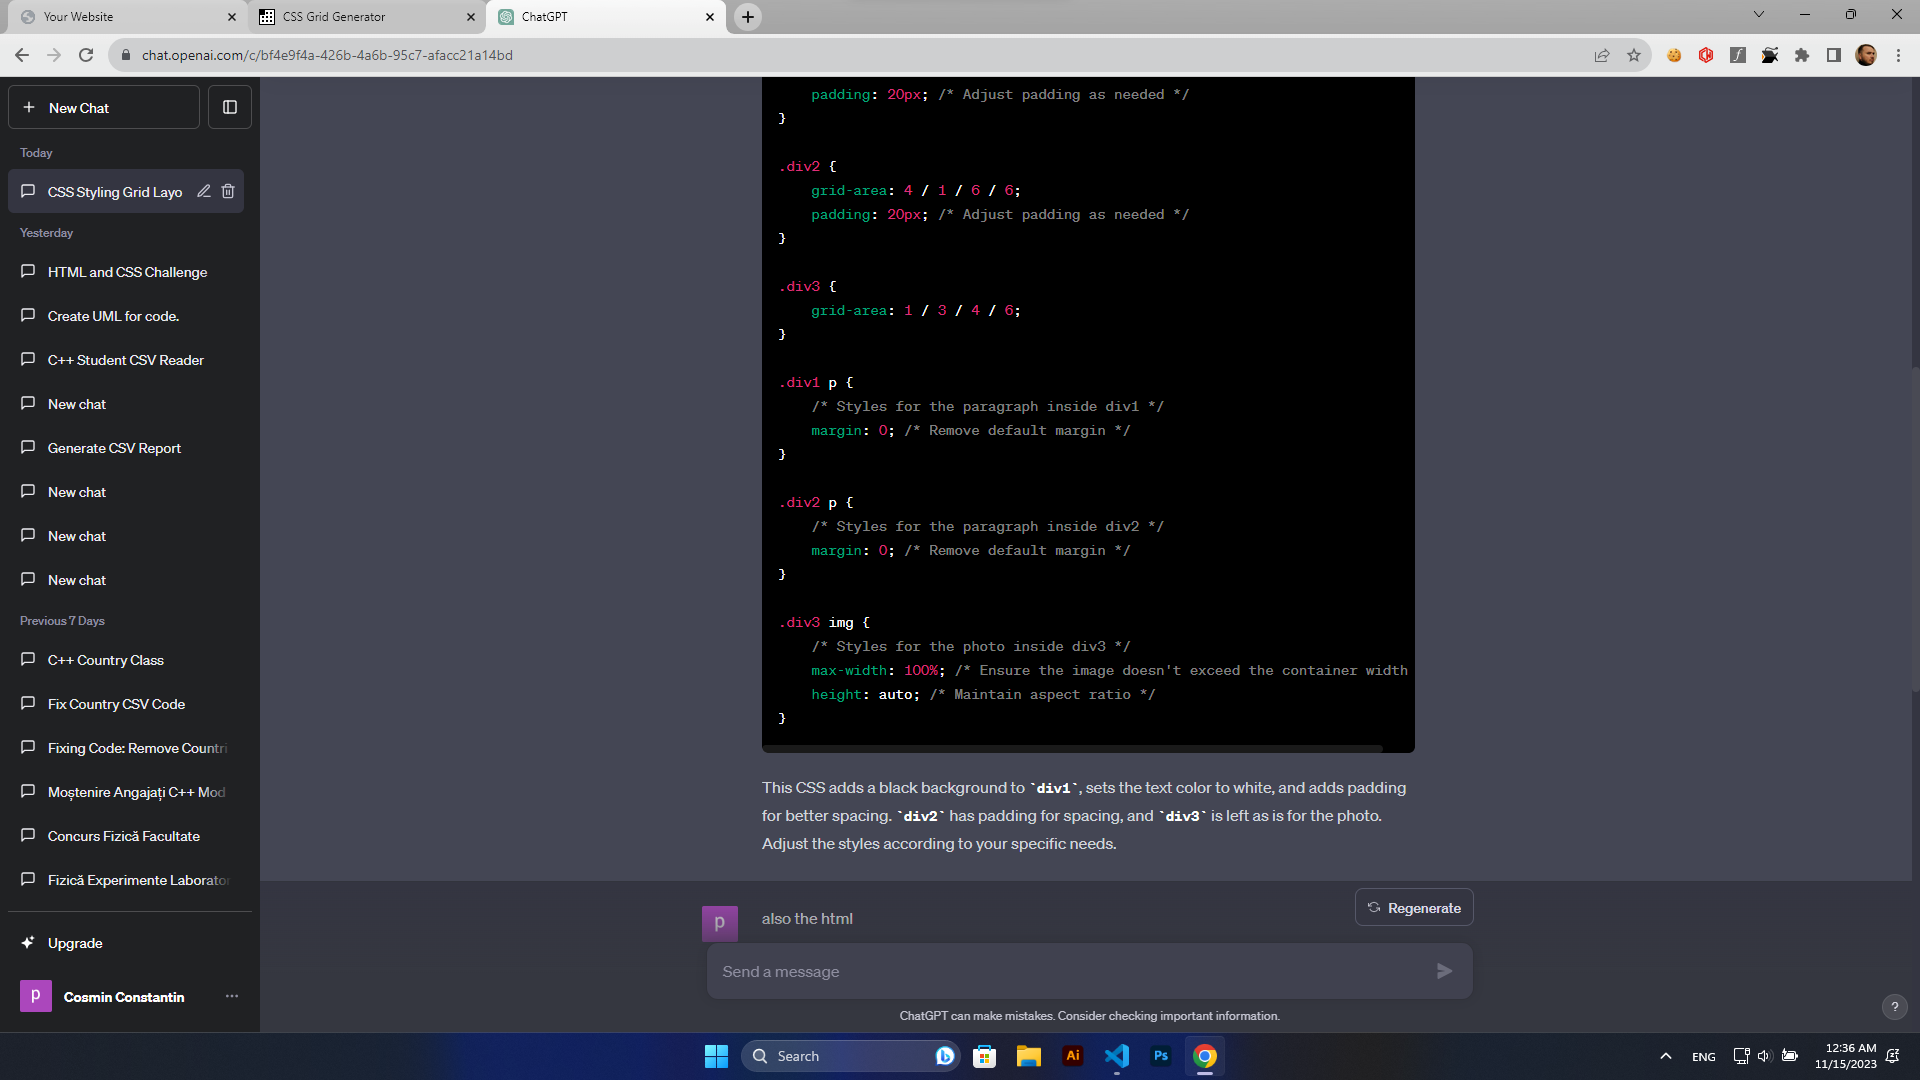 Your Website
CSS Grid Generator
ChatGPT
chat.openai.com/c/bf4e9f4a-426b-4a6b-95c7-afacc21a14bd
New Chat
Today
CSS Styling Grid Layo
Yesterday
HTML and CSS Challenge
Create UML for code.
C++ Student CSV Reader
New chat
Generate CSV Report
New chat
New chat
New chat
Previous 7 Days
C++ Country Class
Fix Country CSV Code
Fixing Code: Remove Countri
Moștenire Angajați C++ Mod
Concurs Fizică Facultate
Fizică Experimente Laborator
Upgrade
p
Cosmin Constantin
padding: 20px; /* Adjust padding as needed */
}
.div2 {
grid-area: 4 / 1 / 6 / 6;
padding: 20px; /* Adjust padding as needed */
}
.div3 {
grid-area: 1 / 3 / 4 / 6;
}
.div1 p {
/* Styles for the paragraph inside div1 */
margin: 0; /* Remove default margin */
}
.div2 p {
/* Styles for the paragraph inside div2 */
margin: 0; /* Remove default margin */
}
.div3 img {
/* Styles for the photo inside div3 */
max-width: 100%; /* Ensure the image doesn't exceed the container width
height: auto; /* Maintain aspect ratio */
}
This CSS adds a black background to `div1`, sets the text color to white, and adds padding
for better spacing. `div2` has padding for spacing, and `div3` is left as is for the photo.
Adjust the styles according to your specific needs.
p
also the html
Regenerate
Send a message
ChatGPT can make mistakes. Consider checking important information.
?
Search
Ai
Ps
ENG
12:36 AM
11/15/2023